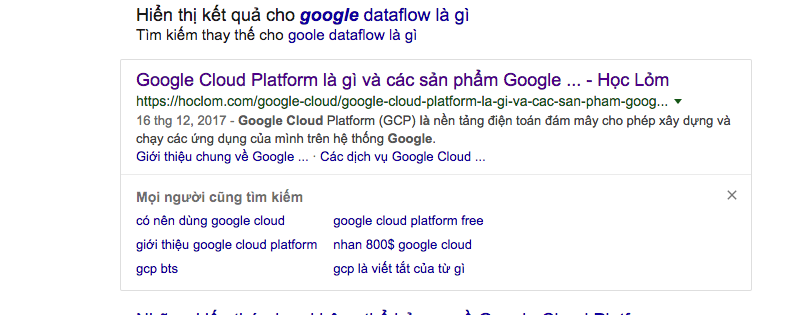 Hiển thị kết quả cho google dataflow là gì
Tìm kiếm thay thế cho goole dataflow là gì
Google Cloud Platform là gì và các sản phẩm Google ... - Học Lỏm
https://hoclom.com/google-cloud/google-cloud-platform-la-gi-va-cac-san-pham-goog...
16 thg 12, 2017 - Google Cloud Platform (GCP) là nền tảng điện toán đám mây cho phép xây dựng và
chạy các ứng dụng của mình trên hệ thống Google.
Giới thiệu chung về Google ... · Các dịch vụ Google Cloud ...
Mọi người cũng tìm kiếm
có nên dùng google cloud google cloud platform free
giới thiệu google cloud platform nhan 800$ google cloud
gcp bts gcp là viết tắt của từ gì